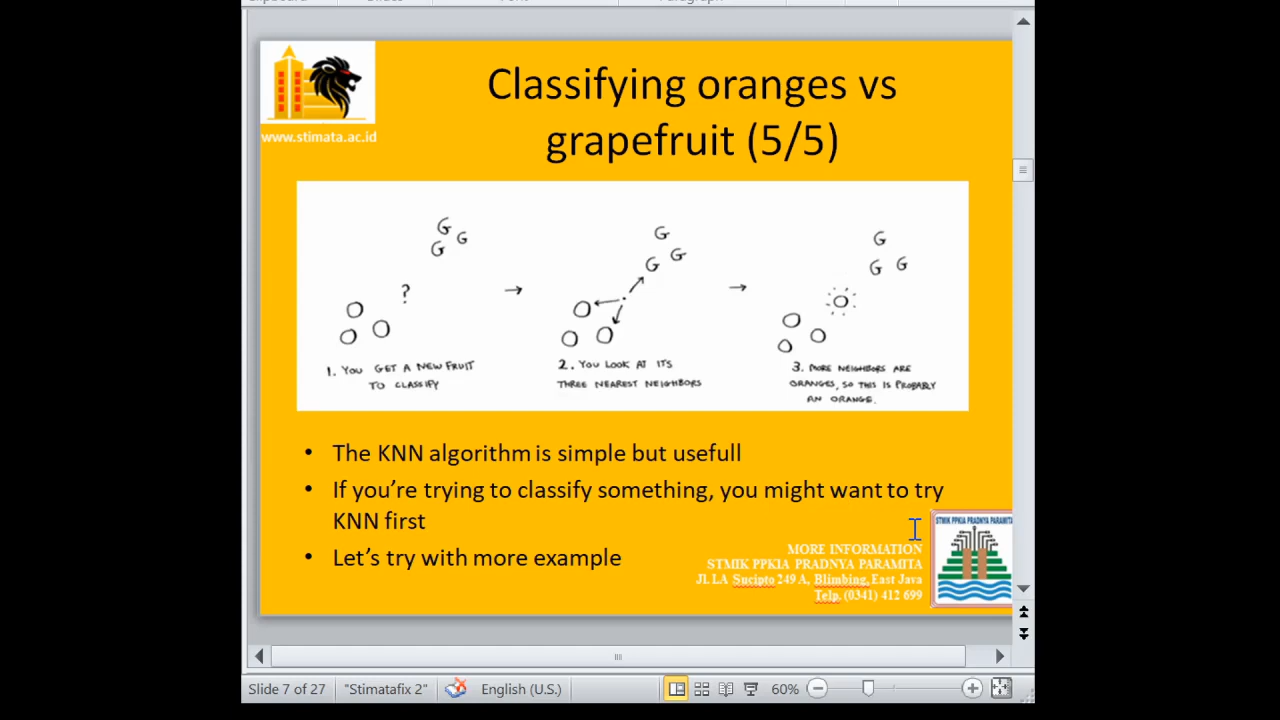 Classifying oranges vs
grapefruit (5/5)
www.stimata.ac.id
G
G
G
?
O
O
O
1. YOU GET A NEW FRUIT
TO CLASSIFY
G
G
G
O
O
O
2. YOU LOOK AT ITS
THREE NEAREST NEIGHBORS
G
G
G
O
O
O
O
3. MORE NEIGHBORS ARE
ORANGES, SO THIS IS PROBABLY
AN ORANGE.
• The KNN algorithm is simple but usefull
• If you're trying to classify something, you might want to try
KNN first
• Let's try with more example
MORE INFORMATION
STMIK PPKIA PRADNYA PARAMITA
Jl. LA Sucipto 249 A, Blimbing, East Java
Telp. (0341) 412 699
STMIK PPKIA PRADNYA PARAMITA
Slide 7 of 27
"Stimatafix 2"
English (U.S.)
60%